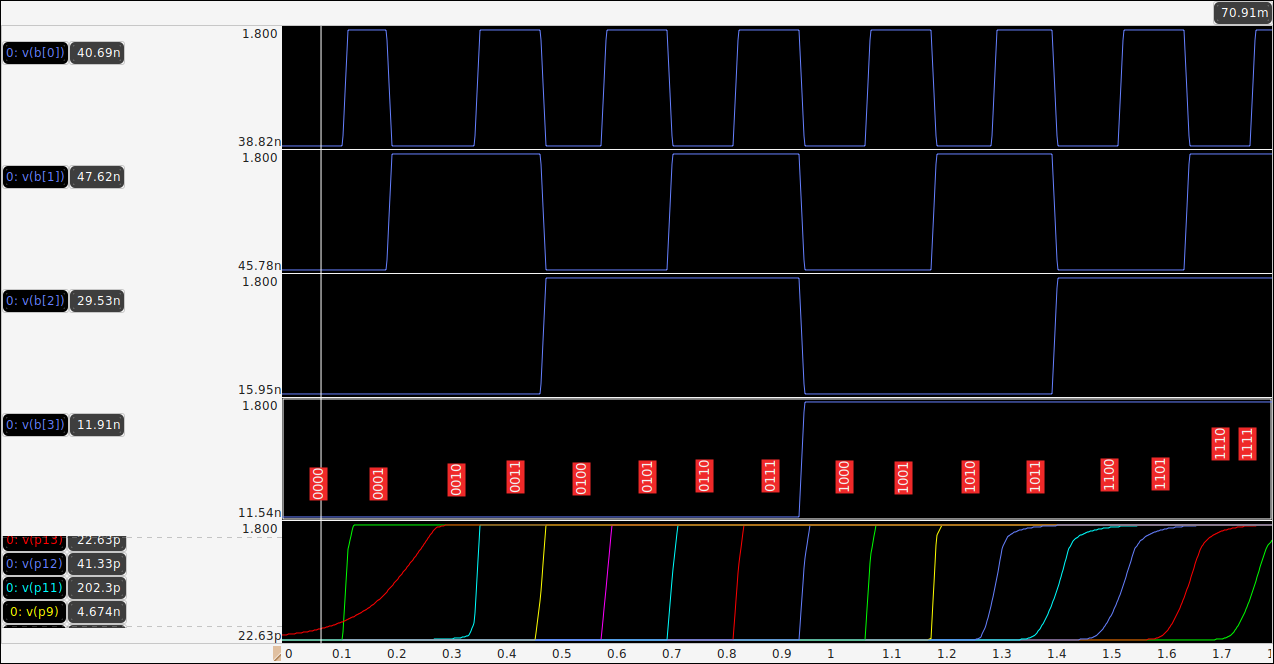 70.91m
1.800
0: v(b[0]) 40.69n
38.82n
1.800
0: v(b[1]) 47.62n
45.78n
1.800
0: v(b[2]) 29.53n
15.95n
1.800
0: v(b[3]) 11.91n
0000 0001 0010 0011 0100 0101 0110 0111 1000 1001 1010 1011 1100 1101 1110 1111
11.54n
1.800
0: v(p13) 22.63p
0: v(p12) 41.33p
0: v(p11) 202.3p
0: v(p9) 4.674n
22.63p
0 0.1 0.2 0.3 0.4 0.5 0.6 0.7 0.8 0.9 1 1.1 1.2 1.3 1.4 1.5 1.6 1.7